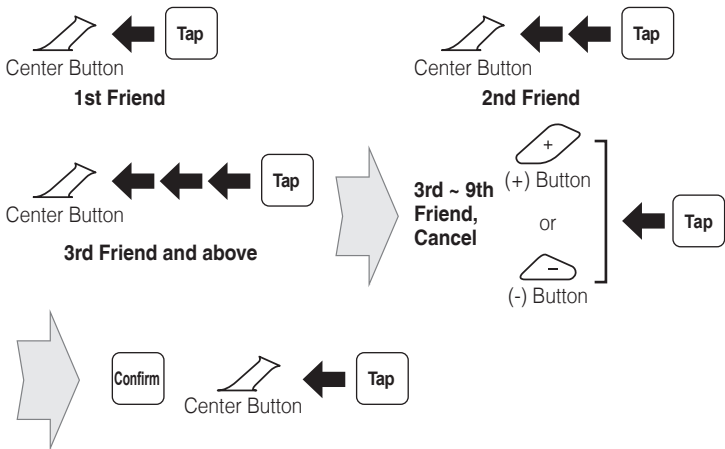 Tap
Center Button
1st Friend
Tap
Center Button
2nd Friend
Tap
Center Button
3rd Friend and above
3rd ~ 9th
Friend,
Cancel
+
(+) Button
or
−
(-) Button
Tap
Confirm
Tap
Center Button